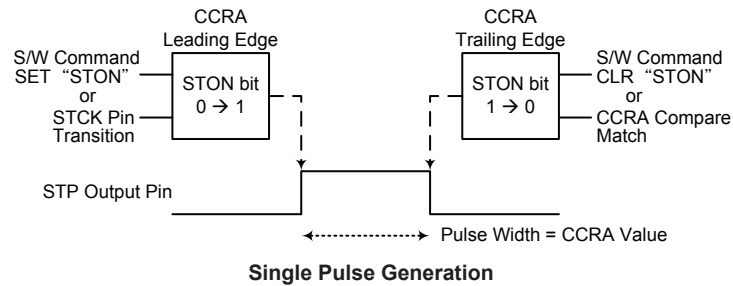 CCRA
Leading Edge
S/W Command
SET “STON”
or
STCK Pin
Transition
STON bit
0 → 1
CCRA
Trailing Edge
STON bit
1 → 0
S/W Command
CLR “STON”
or
CCRA Compare
Match
STP Output Pin
Pulse Width = CCRA Value
Single Pulse Generation